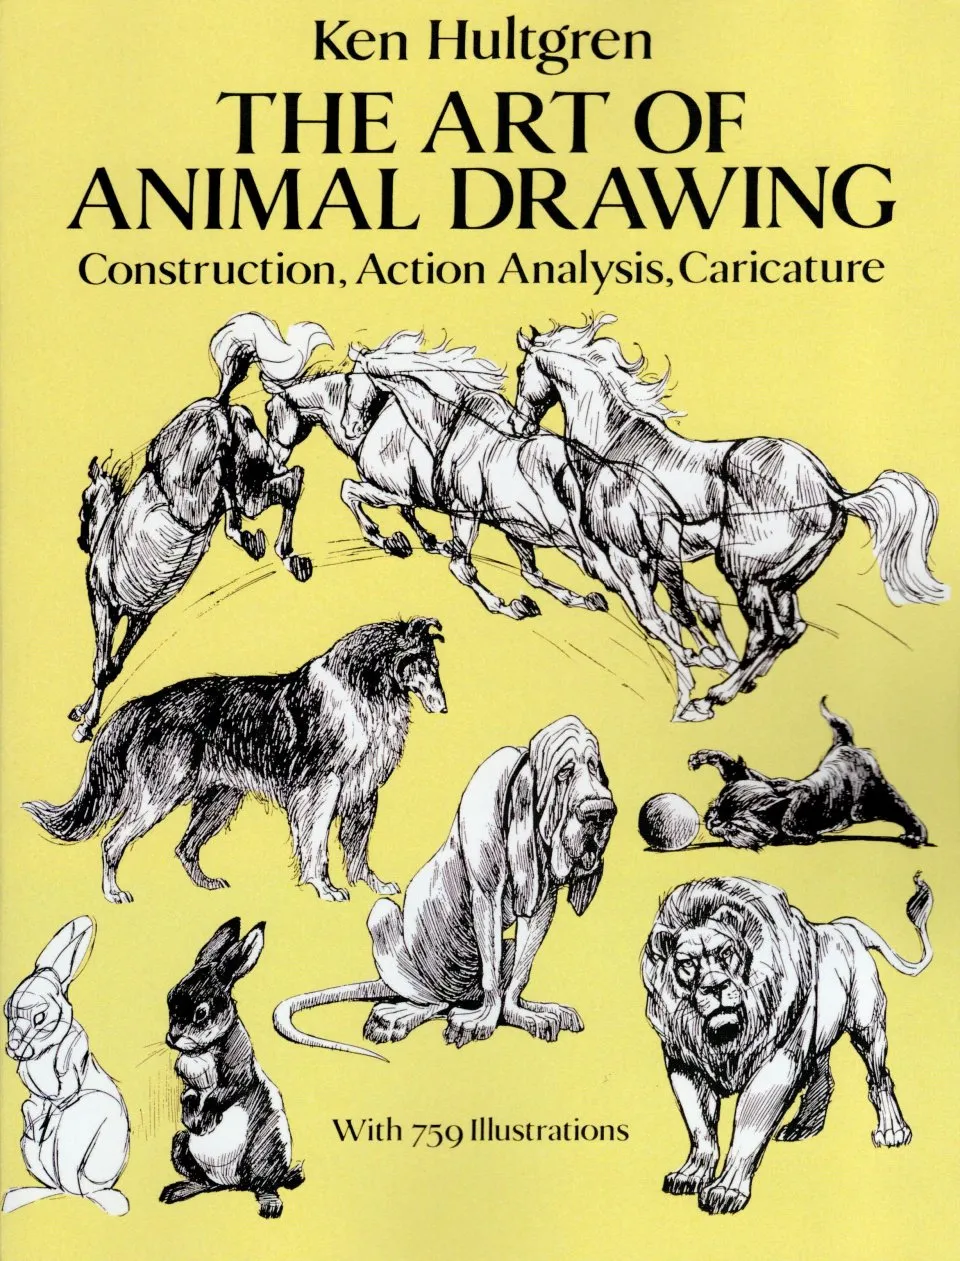 Ken Hultgren
THE ART OF
ANIMAL DRAWING
Construction, Action Analysis, Caricature
With 759 Illustrations